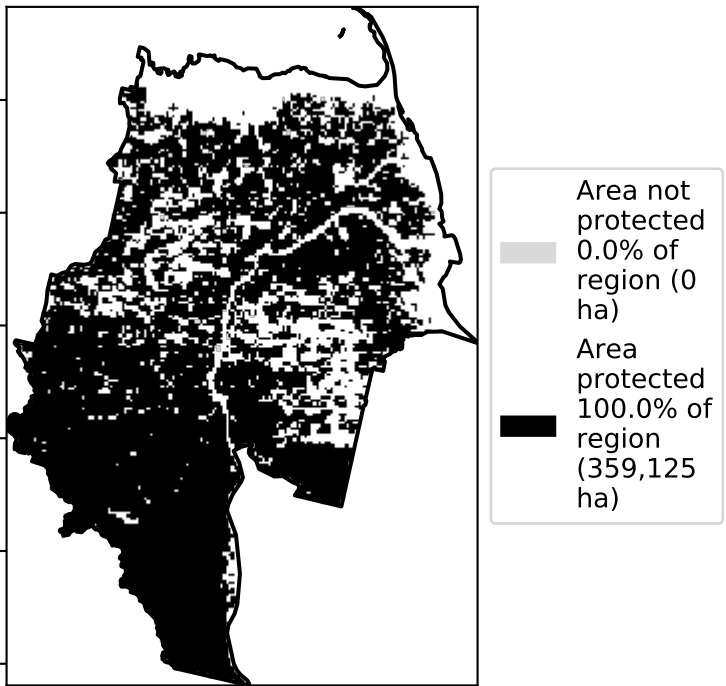 Area not
protected
0.0% of
region (0
ha)
Area
protected
100.0% of
region
(359,125
ha)